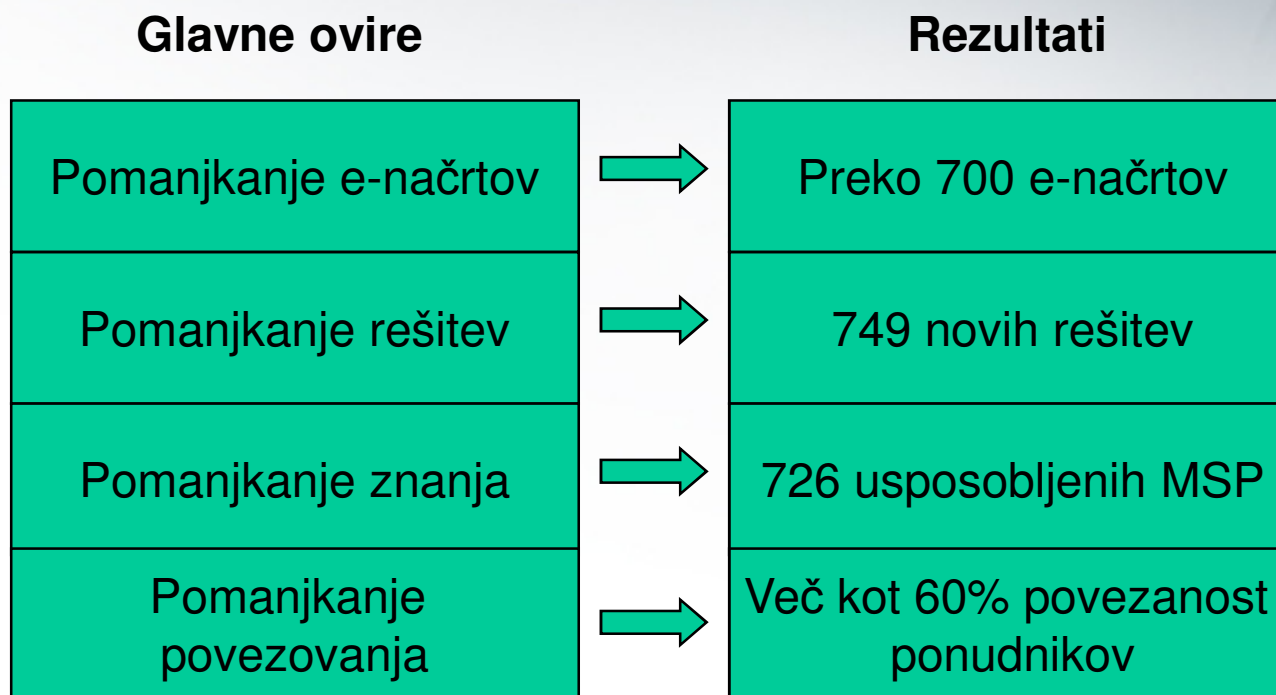 Glavne ovire
Rezultati
Pomanjkanje e-načrtov
Preko 700 e-načrtov
Pomanjkanje rešitev
749 novih rešitev
Pomanjkanje znanja
726 usposobljenih MSP
Pomanjkanje
povezovanja
Več kot 60% povezanost
ponudnikov